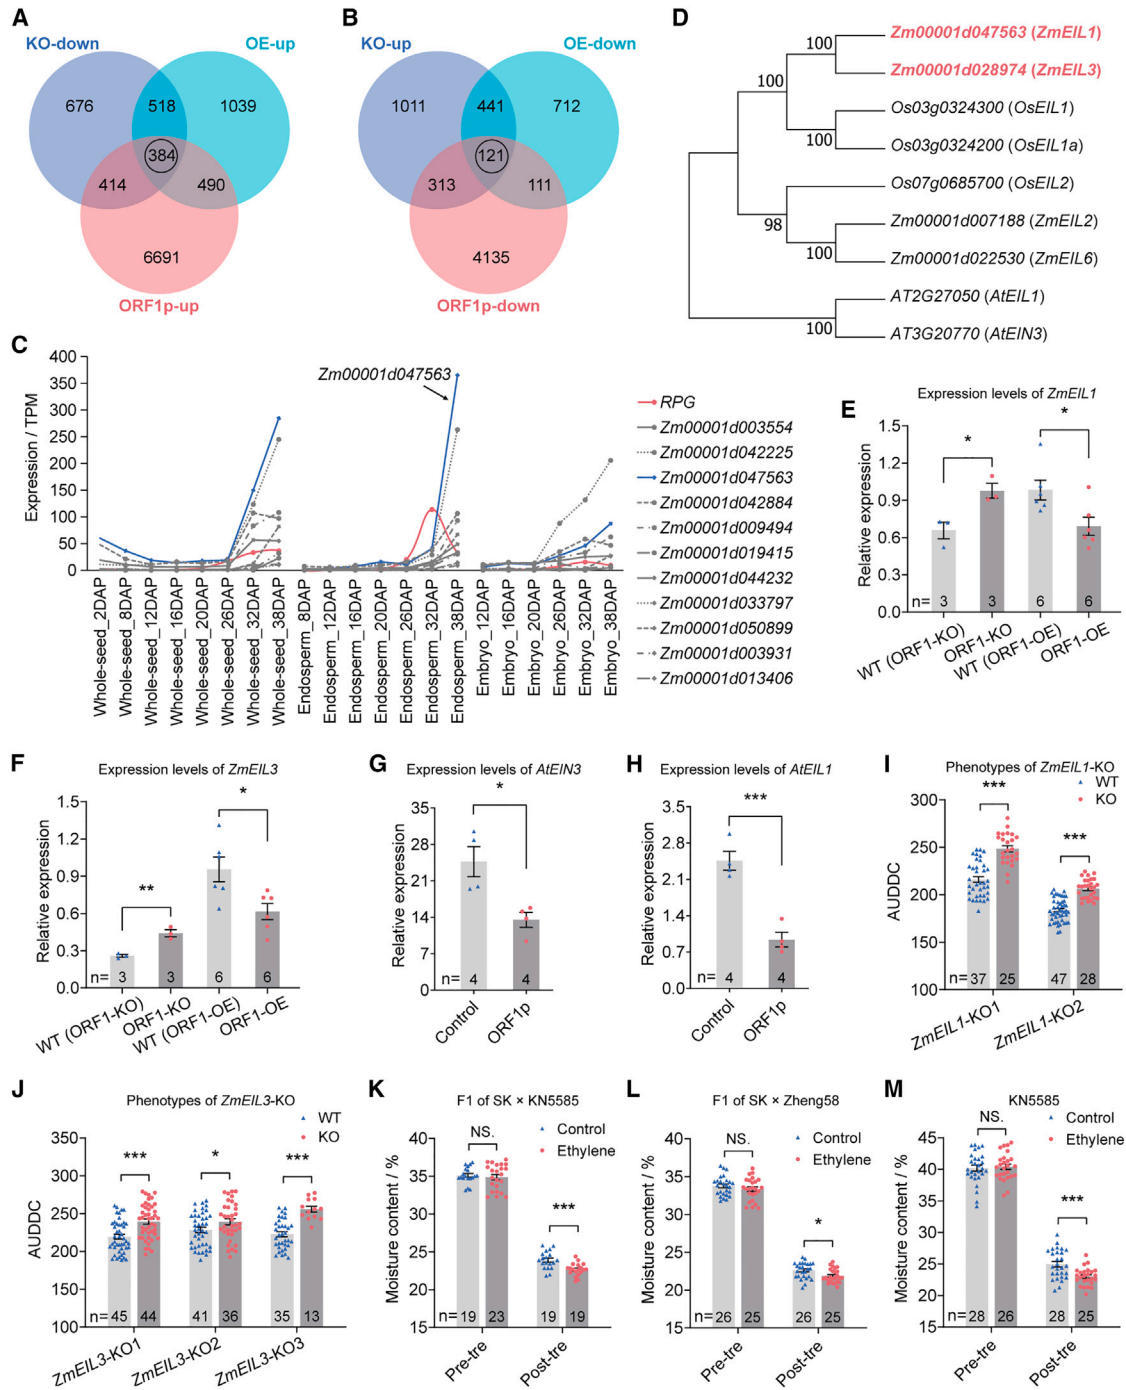 A
KO-down
OE-up
676
518
1039
384
414
490
6691
ORF1p-up
B
KO-up
OE-down
1011
441
712
121
313
111
4135
ORF1p-down
D
100
100
100
98
100
100
Zm00001d047563 (ZmEIL1)
Zm00001d028974 (ZmEIL3)
Os03g0324300 (OsEIL1)
Os03g0324200 (OsEIL1a)
Os07g0685700 (OsEIL2)
Zm00001d007188 (ZmEIL2)
Zm00001d022530 (ZmEIL6)
AT2G27050 (AtEIL1)
AT3G20770 (AtEIN3)
C
Expression / TPM
400
350
300
250
200
150
100
50
0
Zm00001d047563
Whole-seed_2DAP
Whole-seed_8DAP
Whole-seed_12DAP
Whole-seed_16DAP
Whole-seed_20DAP
Whole-seed_26DAP
Whole-seed_32DAP
Whole-seed_38DAP
Endosperm_8DAP
Endosperm_12DAP
Endosperm_16DAP
Endosperm_20DAP
Endosperm_26DAP
Endosperm_32DAP
Endosperm_38DAP
Embryo_12DAP
Embryo_16DAP
Embryo_20DAP
Embryo_26DAP
Embryo_32DAP
Embryo_38DAP
RPG
Zm00001d003554
Zm00001d042225
Zm00001d047563
Zm00001d042884
Zm00001d009494
Zm00001d019415
Zm00001d044232
Zm00001d033797
Zm00001d050899
Zm00001d003931
Zm00001d013406
E
Expression levels of ZmEIL1
Relative expression
1.5
1.2
0.9
0.6
0.3
0.0
*
*
n= 3 3 6 6
WT (ORF1-KO)
ORF1-KO
WT (ORF1-OE)
ORF1-OE
F
Expression levels of ZmEIL3
Relative expression
1.5
1.2
0.9
0.6
0.3
0.0
**
*
n= 3 3 6 6
WT (ORF1-KO)
ORF1-KO
WT (ORF1-OE)
ORF1-OE
G
Expression levels of AtEIN3
Relative expression
35
28
21
14
7
0
*
n= 4 4
Control
ORF1p
H
Expression levels of AtEIL1
Relative expression
3.5
2.8
2.1
1.4
0.7
0.0
***
n= 4 4
Control
ORF1p
I
Phenotypes of ZmEIL1-KO
WT
KO
AUDDC
300
250
200
150
100
***
***
n= 37 25 47 28
ZmEIL1-KO1
ZmEIL1-KO2
J
Phenotypes of ZmEIL3-KO
WT
KO
AUDDC
350
300
250
200
150
100
***
*
***
n= 45 44 41 36 35 13
ZmEIL3-KO1
ZmEIL3-KO2
ZmEIL3-KO3
K
F1 of SK × KN5585
Control
Ethylene
Moisture content / %
40
35
30
25
20
15
NS.
***
n= 19 23 19 19
Pre-tre
Post-tre
L
F1 of SK × Zheng58
Control
Ethylene
Moisture content / %
40
35
30
25
20
15
NS.
*
n= 26 25 26 25
Pre-tre
Post-tre
M
KN5585
Control
Ethylene
Moisture content / %
45
40
35
30
25
20
15
NS.
***
n= 28 26 28 25
Pre-tre
Post-tre